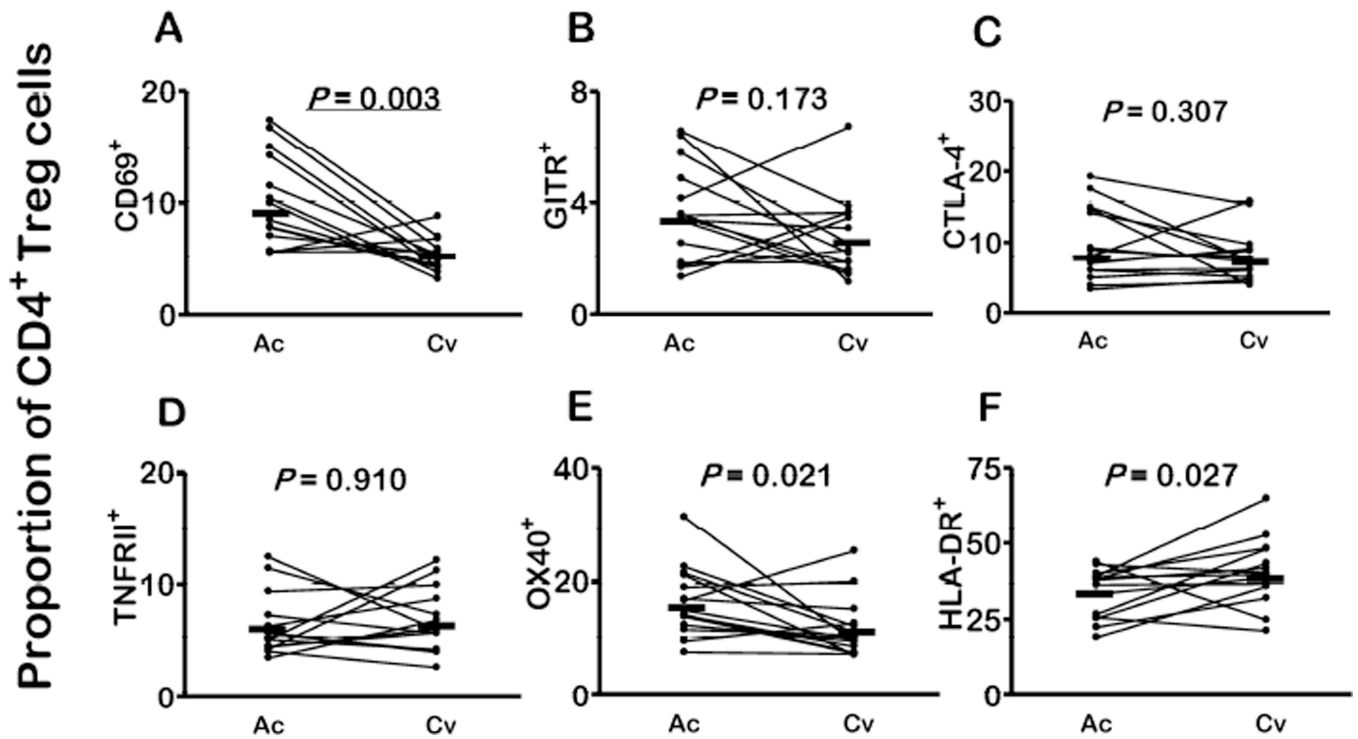 Proportion of CD4+ Treg cells
A
P = 0.003
CD69+
20
10
0
Ac Cv
B
P = 0.173
GITR+
8
4
0
Ac Cv
C
P = 0.307
CTLA-4+
30
20
10
0
Ac Cv
D
P = 0.910
TNFRII+
20
10
0
Ac Cv
E
P = 0.021
OX40+
40
20
0
Ac Cv
F
P = 0.027
HLA-DR+
75
50
25
0
Ac Cv